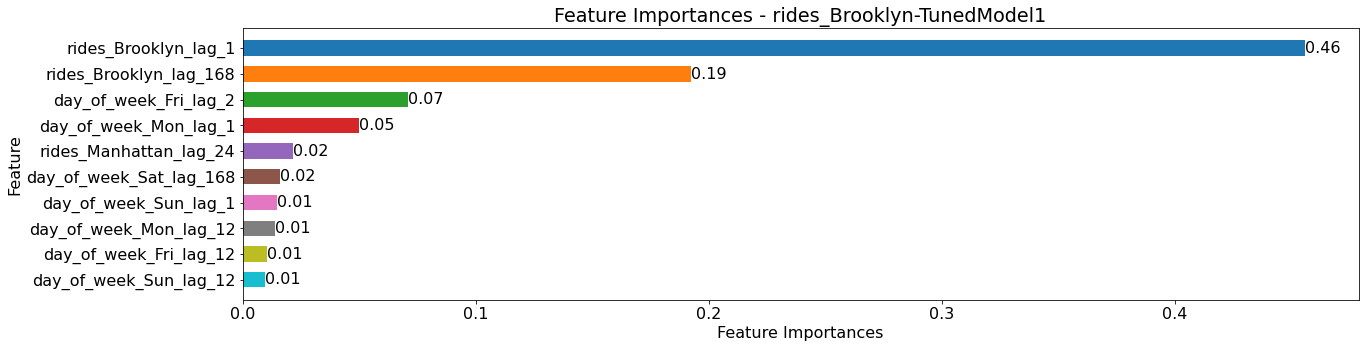 Feature Importances - rides_Brooklyn-TunedModel1
rides_Brooklyn_lag_1 0.46
rides_Brooklyn_lag_168 0.19
day_of_week_Fri_lag_2 0.07
day_of_week_Mon_lag_1 0.05
rides_Manhattan_lag_24 0.02
day_of_week_Sat_lag_168 0.02
day_of_week_Sun_lag_1 0.01
day_of_week_Mon_lag_12 0.01
day_of_week_Fri_lag_12 0.01
day_of_week_Sun_lag_12 0.01
Feature
0.0 0.1 0.2 0.3 0.4
Feature Importances